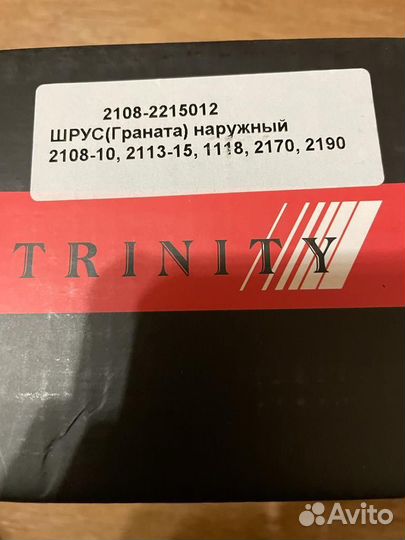 2108-2215012
ШРУС(Граната) наружный
2108-10, 2113-15, 1118, 2170, 2190
TRINITY
Avito